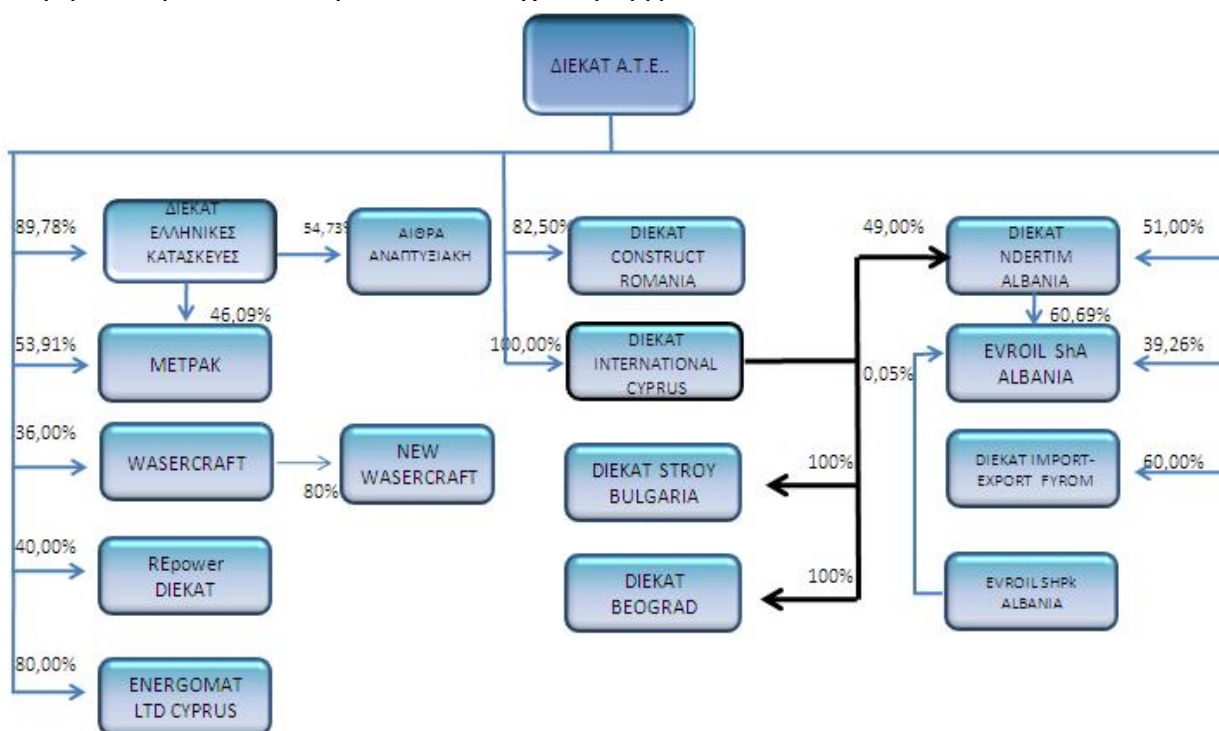 ΔΙΕΚΑΤ Α.Τ.Ε..
89,78%
ΔΙΕΚΑΤ
ΕΛΛΗΝΙΚΕΣ
ΚΑΤΑΣΚΕΥΕΣ
54,73%
ΑΙΘΡΑ
ΑΝΑΠΤΥΞΙΑΚΗ
82,50%
DIEKAT
CONSTRUCT
ROMANIA
49,00%
DIEKAT
NDERTIM
ALBANIA
51,00%
46,09%
60,69%
53,91%
ΜΕΤΡΑΚ
100,00%
DIEKAT
INTERNATIONAL
CYPRUS
0,05%
EVROIL ShA
ALBANIA
39,26%
36,00%
WASERCRAFT
80%
NEW
WASERCRAFT
DIEKAT STROY
BULGARIA
100%
DIEKAT IMPORT-
EXPORT FYROM
60,00%
40,00%
REpower
DIEKAT
DIEKAT
BEOGRAD
100%
EVROIL SHPk
ALBANIA
80,00%
ENERGOMAT
LTD CYPRUS